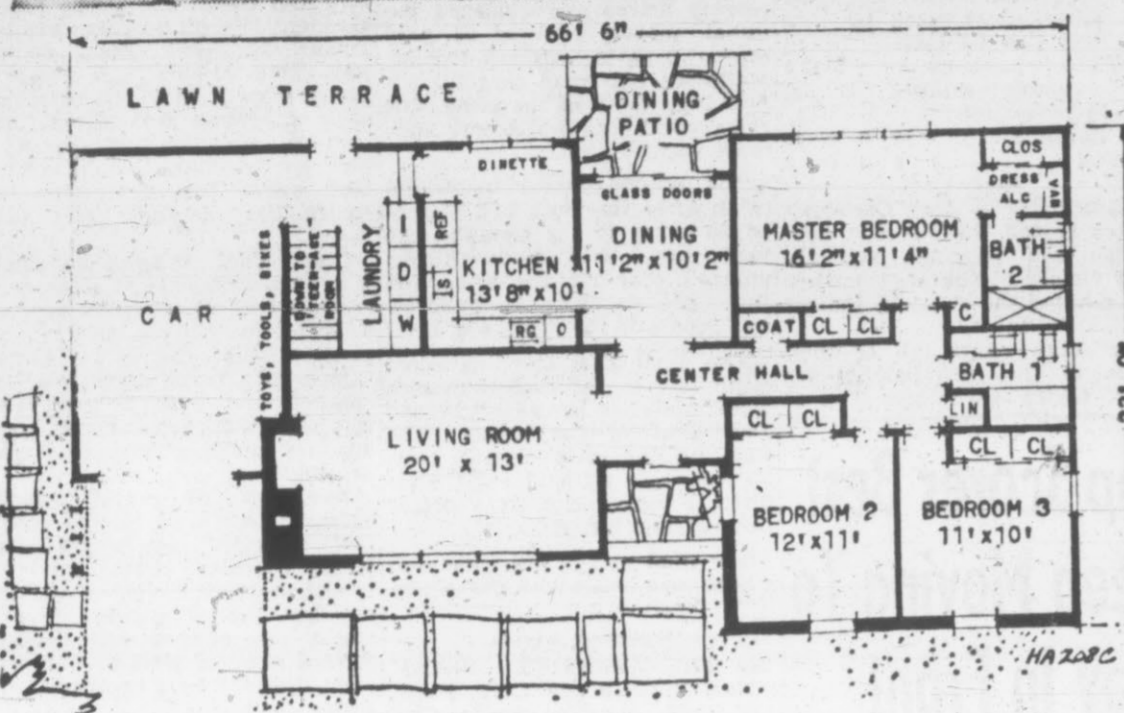 66' 6"
LAWN TERRACE
DINING
PATIO
DINETTE
GLASS DOORS
CLOS
DRESS
ALC
VAN
MASTER BEDROOM
16'2"x11'4"
BATH
2
DINING
11'2"x10'2"
KITCHEN
13'8"x10'
REF
S
I
D
W
LAUNDRY
DOWN TO
TEEN-AGE
ROOM
TOYS, TOOLS, BIKES
CAR
RG
O
COAT
CL
CL
C
CENTER HALL
BATH 1
LIN
CL
CL
CL
CL
LIVING ROOM
20' x 13'
BEDROOM 2
12'x11'
BEDROOM 3
11'x10'
HA208C